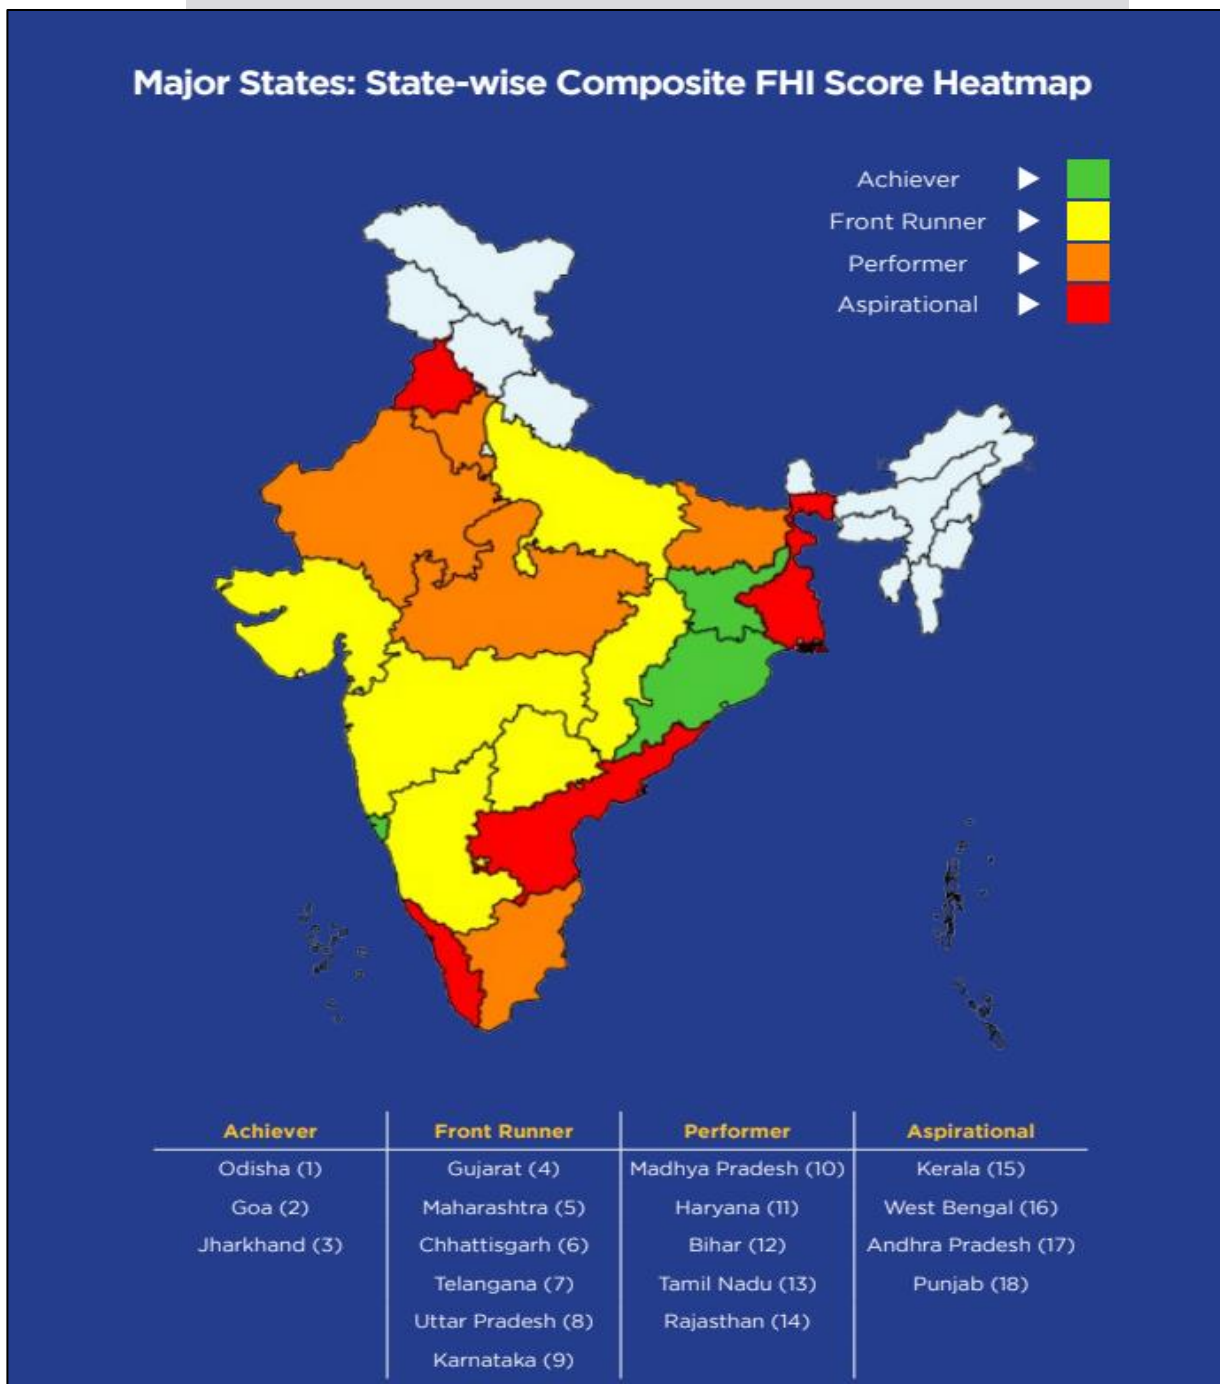 Major States: State-wise Composite FHI Score Heatmap
Achiever
Front Runner
Performer
Aspirational
Achiever Front Runner Performer Aspirational
Odisha (1) Gujarat (4) Madhya Pradesh (10) Kerala (15)
Goa (2) Maharashtra (5) Haryana (11) West Bengal (16)
Jharkhand (3) Chhattisgarh (6) Bihar (12) Andhra Pradesh (17)
Telangana (7) Tamil Nadu (13) Punjab (18)
Uttar Pradesh (8) Rajasthan (14)
Karnataka (9)